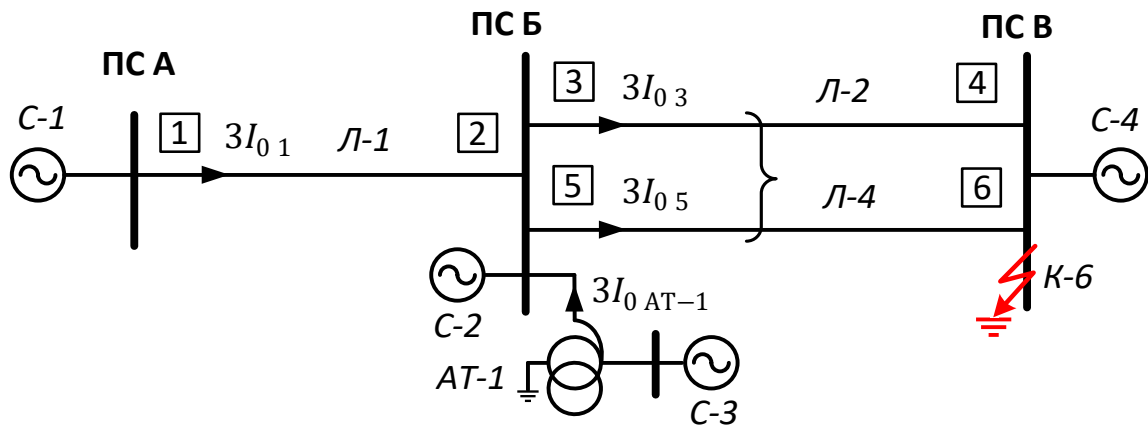 ПС А
ПС Б
ПС В
С-1
1
3I₀ ₁
Л-1
2
3
3I₀ ₃
Л-2
4
С-4
5
3I₀ ₅
Л-4
6
С-2
3I₀ АТ−1
К-6
АТ-1
С-3